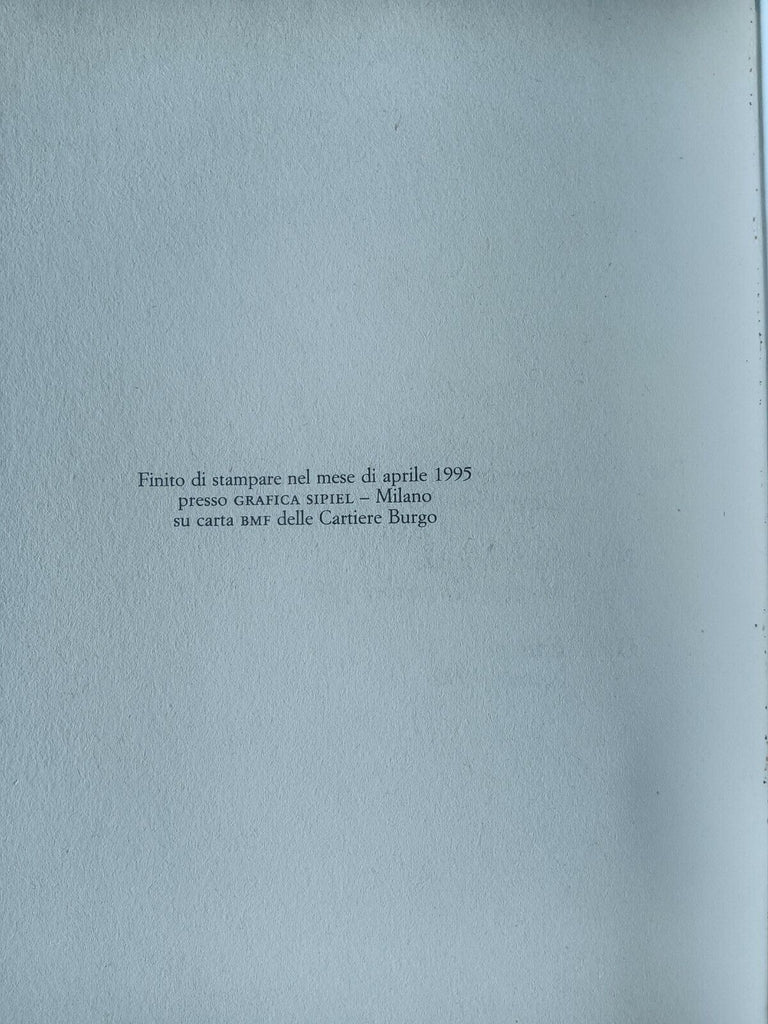 Finito di stampare nel mese di aprile 1995
presso GRAFICA SIPIEL – Milano
su carta BMF delle Cartiere Burgo